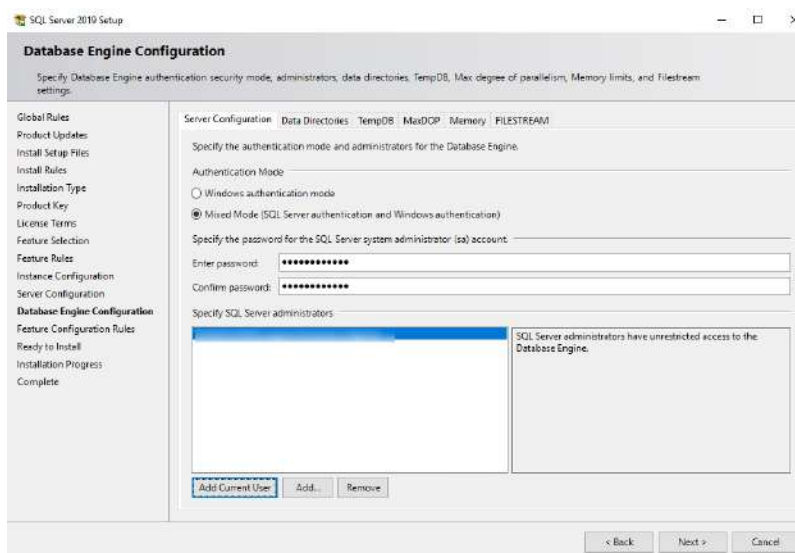 SQL Server 2019 Setup
Database Engine Configuration
Specify Database Engine authentication security mode, administrators, data directories, TempDB, Max degree of parallelism, Memory limits, and Filestream
settings.
Global Rules
Product Updates
Install Setup Files
Install Rules
Installation Type
Product Key
License Terms
Feature Selection
Feature Rules
Instance Configuration
Server Configuration
Database Engine Configuration
Feature Configuration Rules
Ready to Install
Installation Progress
Complete
Server Configuration Data Directories TempDB MaxDOP Memory FILESTREAM
Specify the authentication mode and administrators for the Database Engine.
Authentication Mode
Windows authentication mode
Mixed Mode (SQL Server authentication and Windows authentication)
Specify the password for the SQL Server system administrator (sa) account.
Enter password: ●●●●●●●●●●●●
Confirm password: ●●●●●●●●●●●●
Specify SQL Server administrators
SQL Server administrators have unrestricted access to the
Database Engine.
Add Current User Add... Remove
< Back Next > Cancel